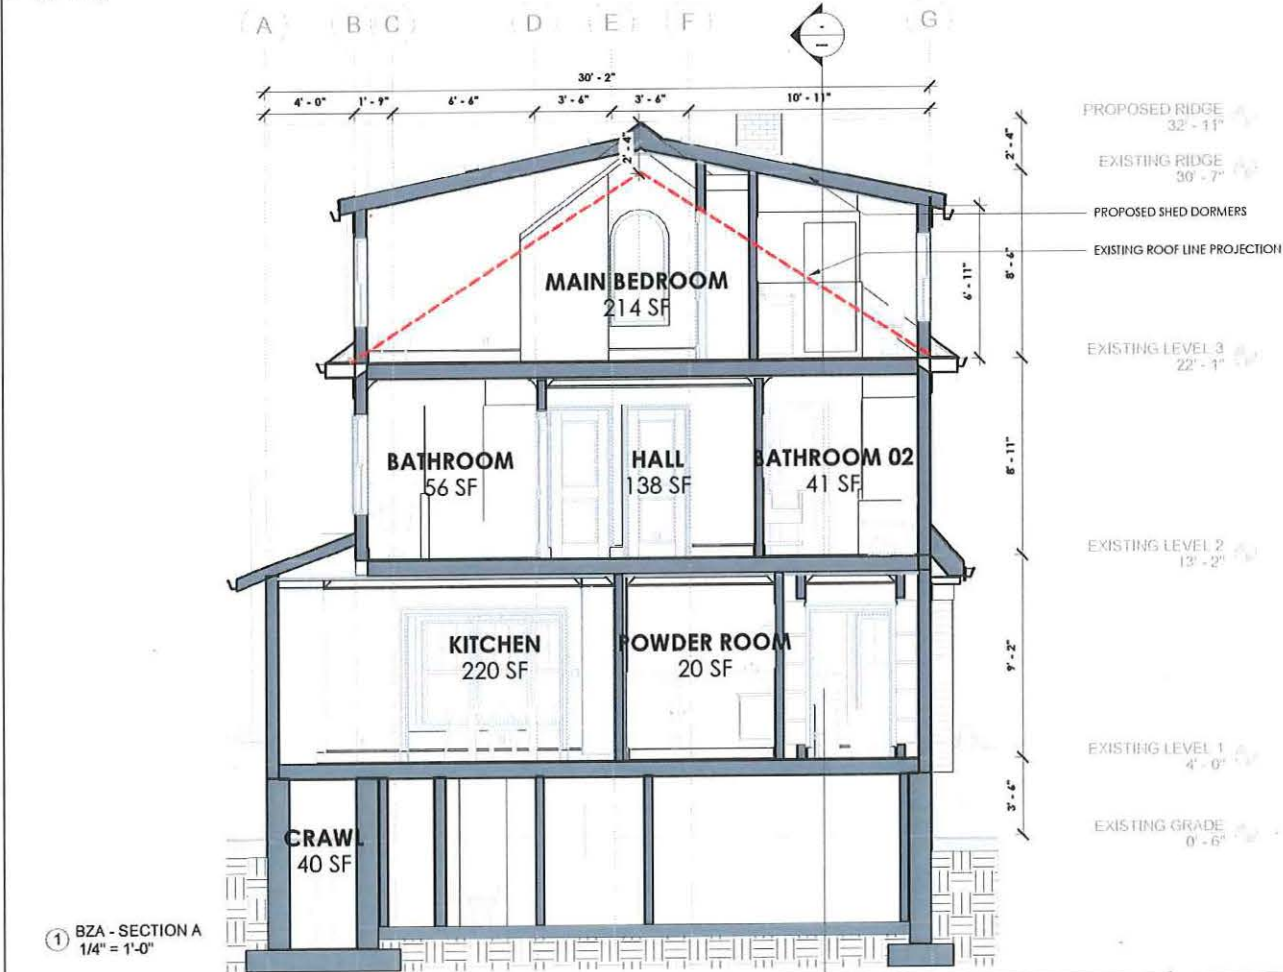 A B C D E F G
-
30' - 2"
4' - 0" 1' - 9" 6' - 6" 3' - 6" 3' - 6" 10' - 11"
PROPOSED RIDGE
32' - 11"
2' - 4"
2' - 4"
EXISTING RIDGE
30' - 7"
PROPOSED SHED DORMERS
EXISTING ROOF LINE PROJECTION
MAIN BEDROOM
214 SF
6' - 11"
8' - 6"
EXISTING LEVEL 3
22' - 1"
BATHROOM
56 SF
HALL
138 SF
BATHROOM 02
41 SF
8' - 11"
EXISTING LEVEL 2
13' - 2"
KITCHEN
220 SF
POWDER ROOM
20 SF
9' - 2"
EXISTING LEVEL 1
4' - 0"
3' - 6"
EXISTING GRADE
0' - 6"
CRAWL
40 SF
1 BZA - SECTION A
1/4" = 1'-0"